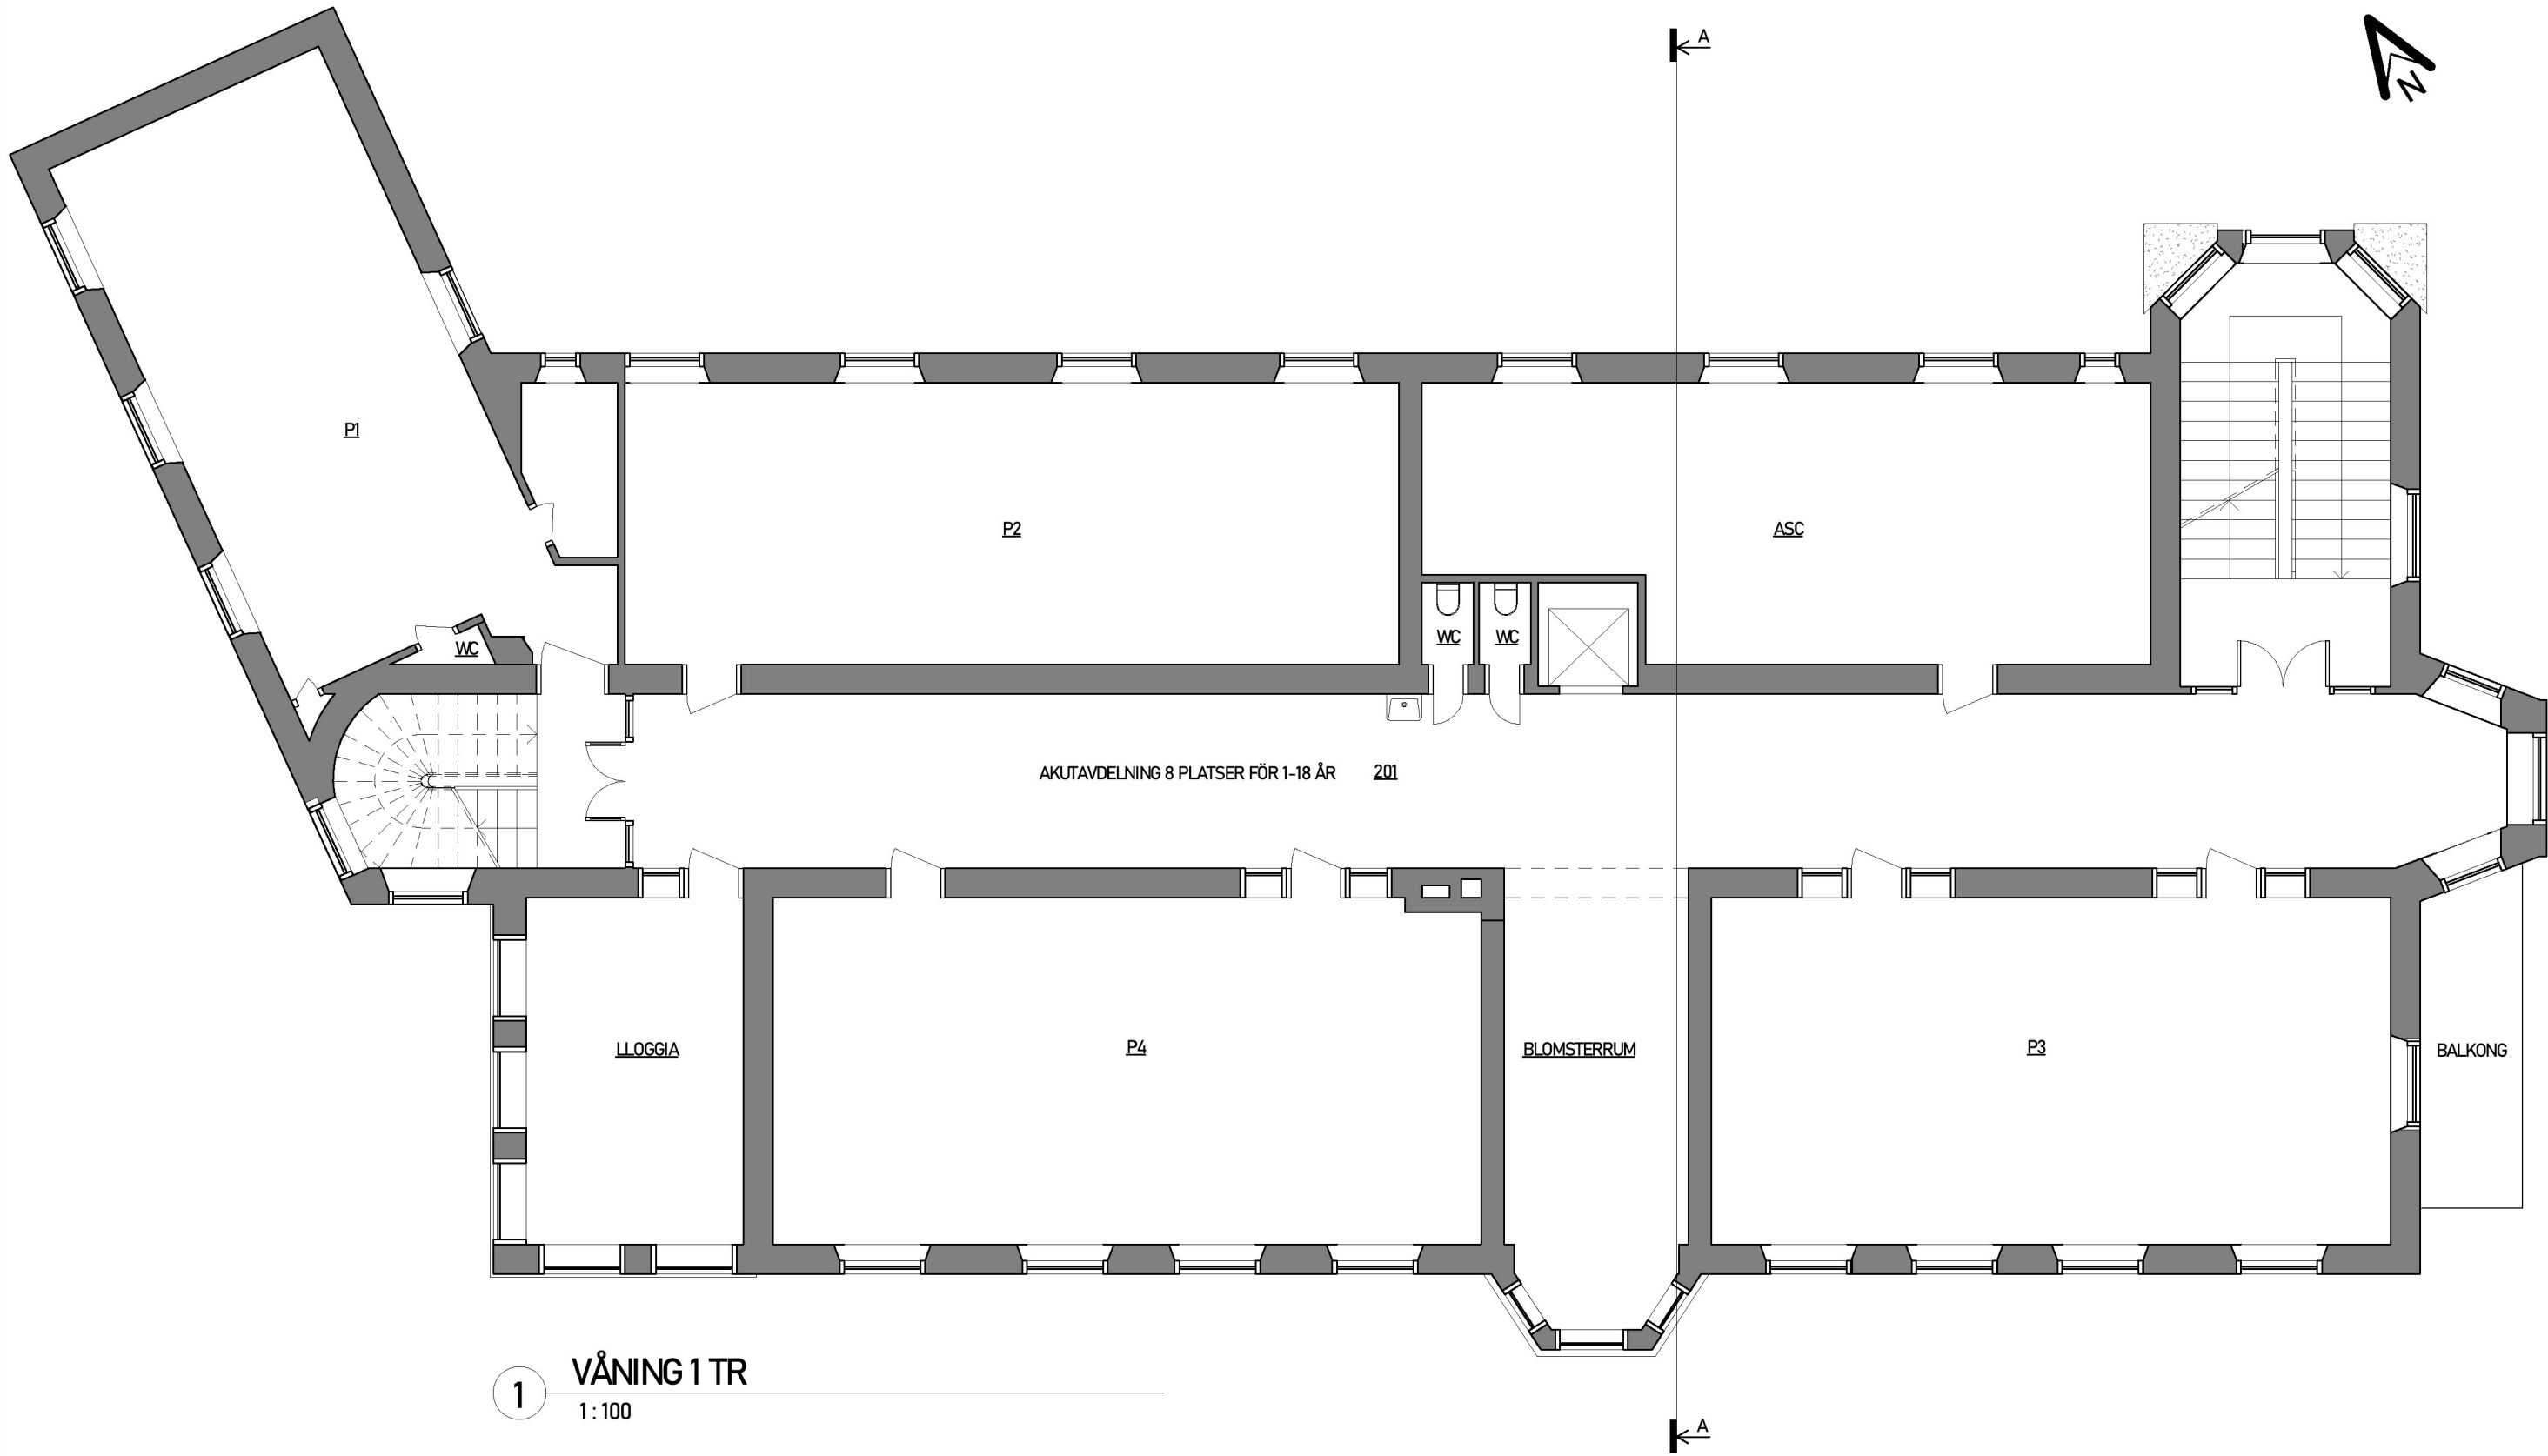 A
N
P1
P2
ASC
WC
WC
WC
AKUTAVDELNING 8 PLATSER FÖR 1-18 ÅR 201
LLOGGIA
P4
BLOMSTERRUM
P3
BALKONG
1
VÅNING 1 TR
1 : 100
A